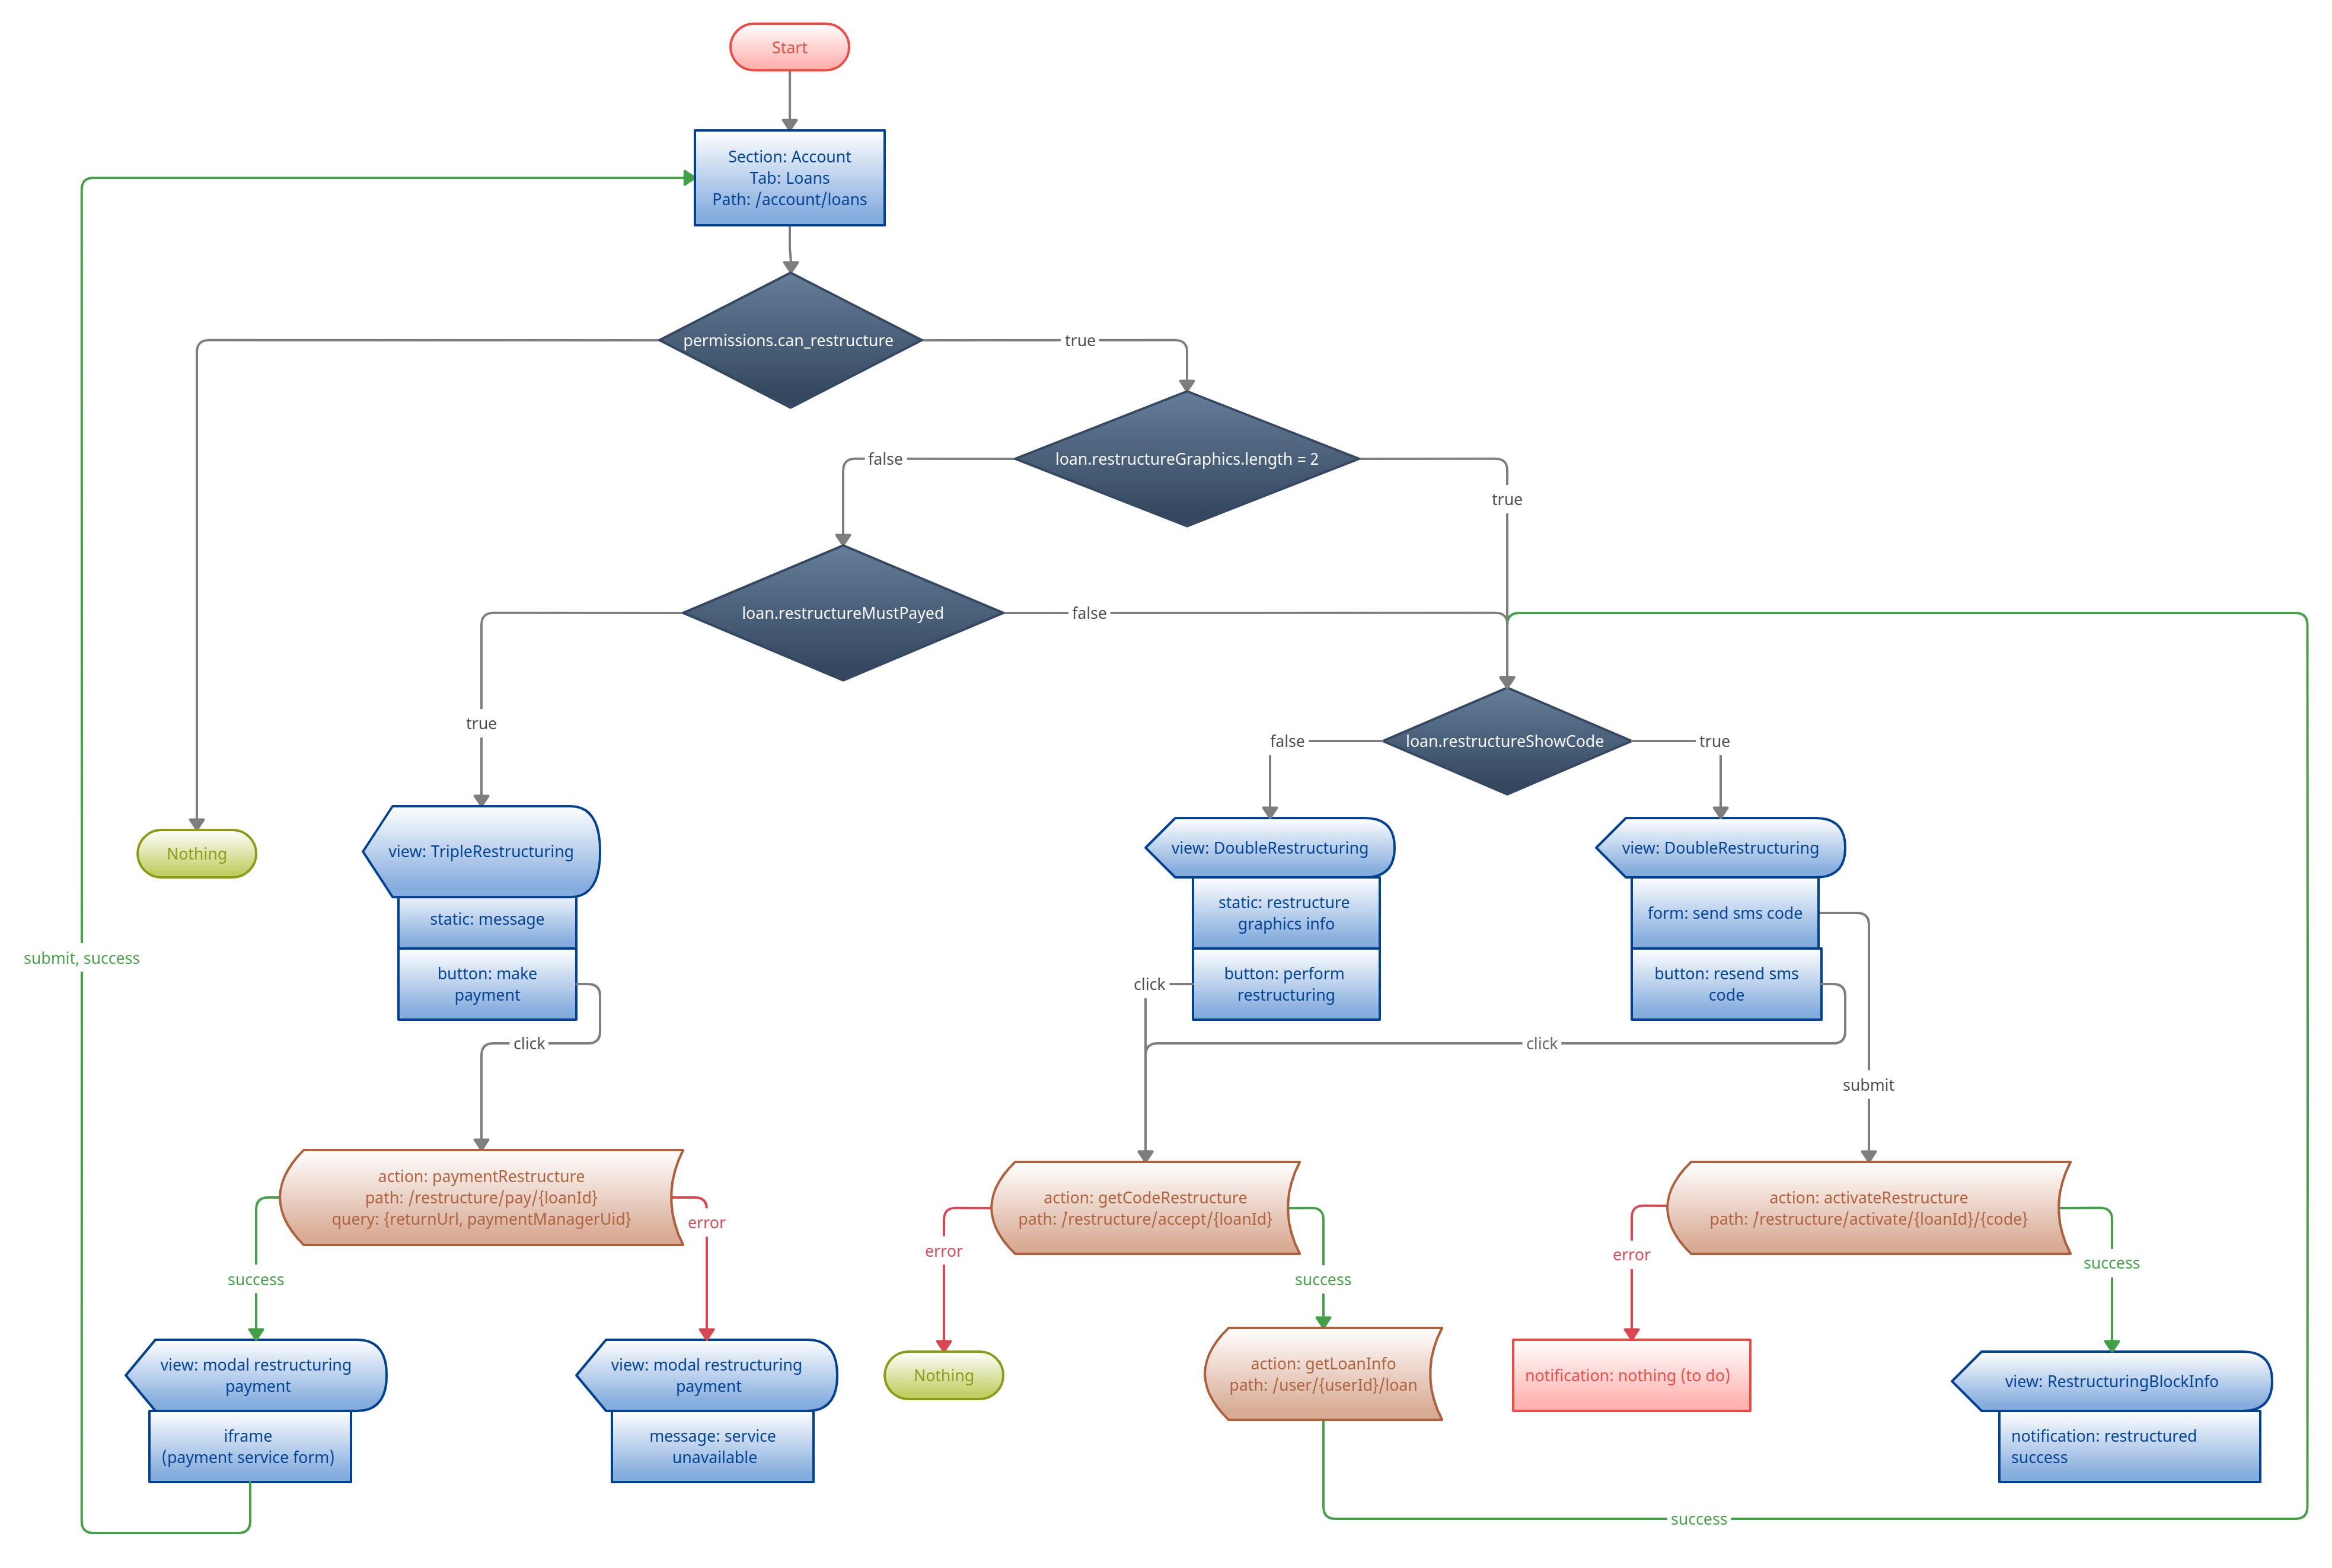 Start
Section: Account
Tab: Loans
Path: /account/loans
permissions.can_restructure
true
loan.restructureGraphics.length = 2
false
true
loan.restructureMustPayed
false
true
loan.restructureShowCode
false
true
Nothing
view: TripleRestructuring
static: message
button: make
payment
click
view: DoubleRestructuring
static: restructure
graphics info
button: perform
restructuring
click
view: DoubleRestructuring
form: send sms code
button: resend sms
code
click
submit
submit, success
action: paymentRestructure
path: /restructure/pay/{loanId}
query: {returnUrl, paymentManagerUid}
success
error
action: getCodeRestructure
path: /restructure/accept/{loanId}
error
success
action: activateRestructure
path: /restructure/activate/{loanId}/{code}
error
success
view: modal restructuring
payment
iframe
(payment service form)
view: modal restructuring
payment
message: service
unavailable
Nothing
action: getLoanInfo
path: /user/{userId}/loan
notification: nothing (to do)
view: RestructuringBlockInfo
notification: restructured
success
success